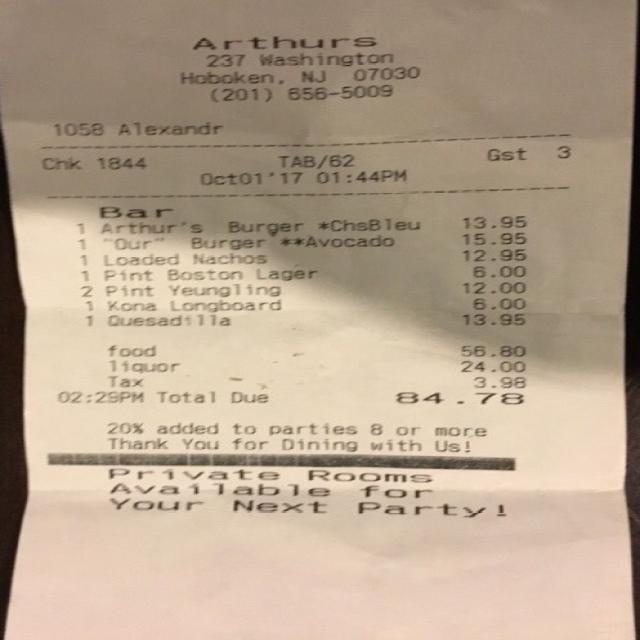 Arthurs
237 Washington
Hoboken, NJ 07030
(201) 656-5009
1058 Alexandr
Chk 1844 TAB/62 Gst 3
Oct01'17 01:44PM
Bar
1 Arthur's Burger *ChsBleu 13.95
1 "Our" Burger **Avocado 15.95
1 Loaded Nachos 12.95
1 Pint Boston Lager 6.00
2 Pint Yeungling 12.00
1 Kona Longboard 6.00
1 Quesadilla 13.95
food 56.80
liquor 24.00
Tax 3.98
02:29PM Total Due 84.78
20% added to parties 8 or more
Thank You for Dining with Us!
Private Rooms
Available for
Your Next Party!